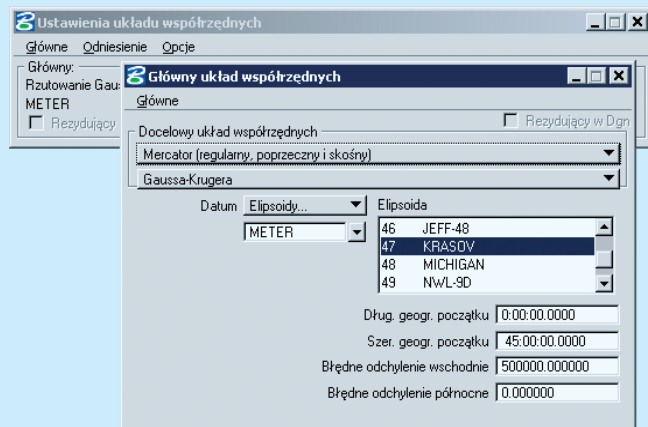 Ustawienia układu współrzędnych
Główne Odniesienie Opcje
Główny:
Rzutowanie
METER
Rezydujący
Główny układ współrzędnych
Główne
Rezydujący w Dgn
Docelowy układ współrzędnych
Mercator (regularny, poprzeczny i skośny)
Gaussa-Krugera
Datum Elipsoidy... Elipsoida
METER
46 JEFF-48
47 KRASOV
48 MICHIGAN
49 NWL-9D
Dług. geogr. początku 0:00:00.0000
Szer. geogr. początku 45:00:00.0000
Błędne odchylenie wschodnie 500000.000000
Błędne odchylenie północne 0.000000